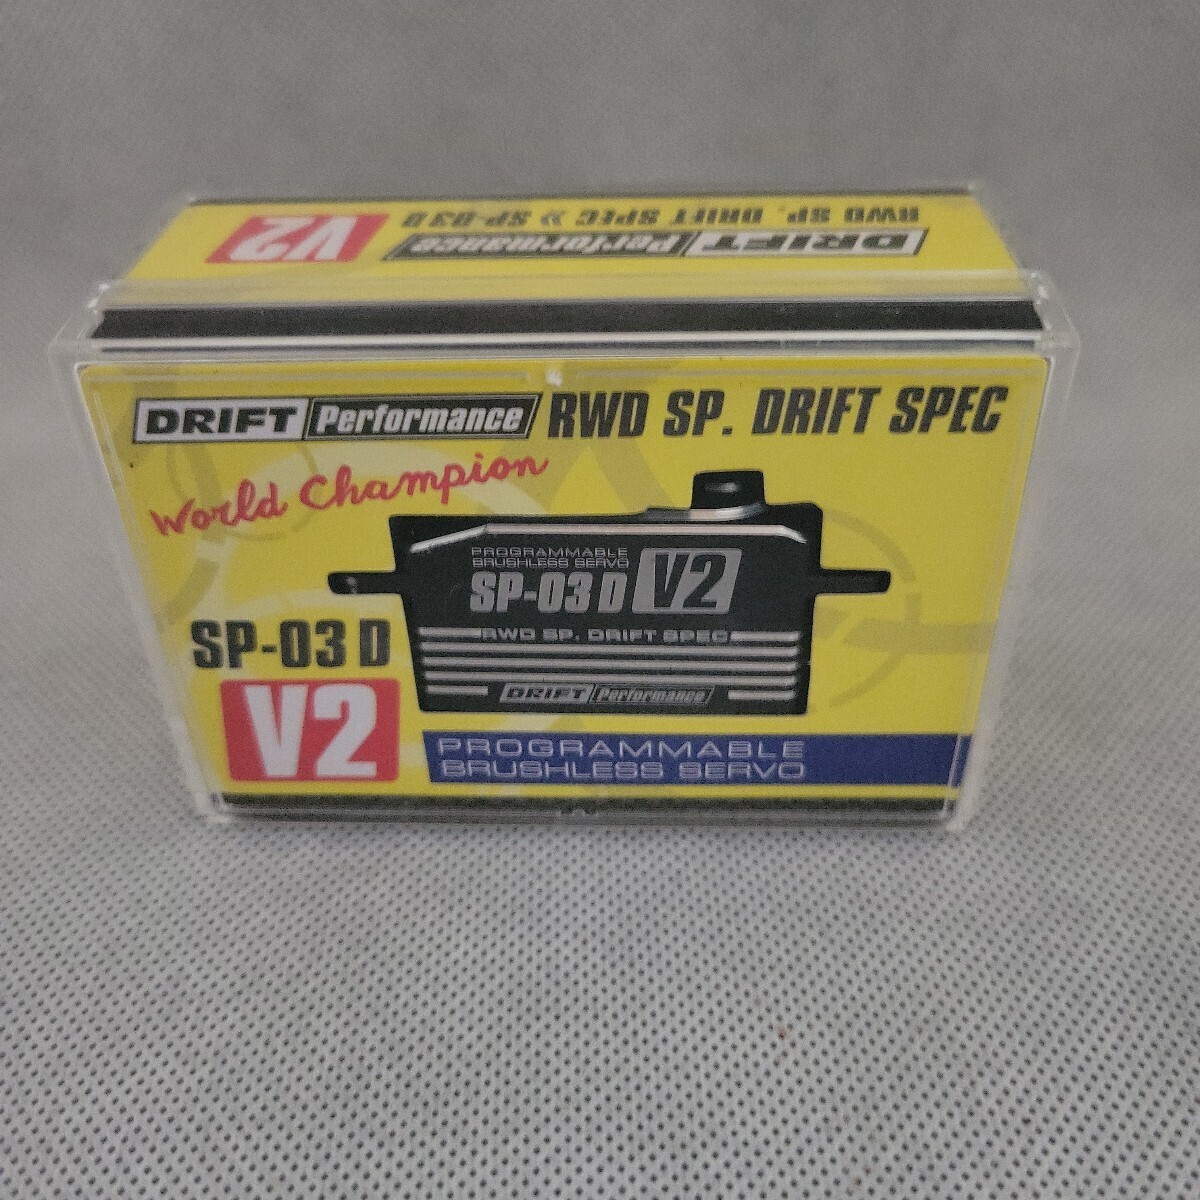 RWD SP. DRIFT SPEC » SP-03D
DRIFT Performance
V2
DRIFT Performance RWD SP. DRIFT SPEC
World Champion
PROGRAMMABLE
BRUSHLESS SERVO
SP-03 D V2
RWD SP. DRIFT SPEC
DRIFT Performance
SP-03 D
V2
PROGRAMMABLE
BRUSHLESS SERVO